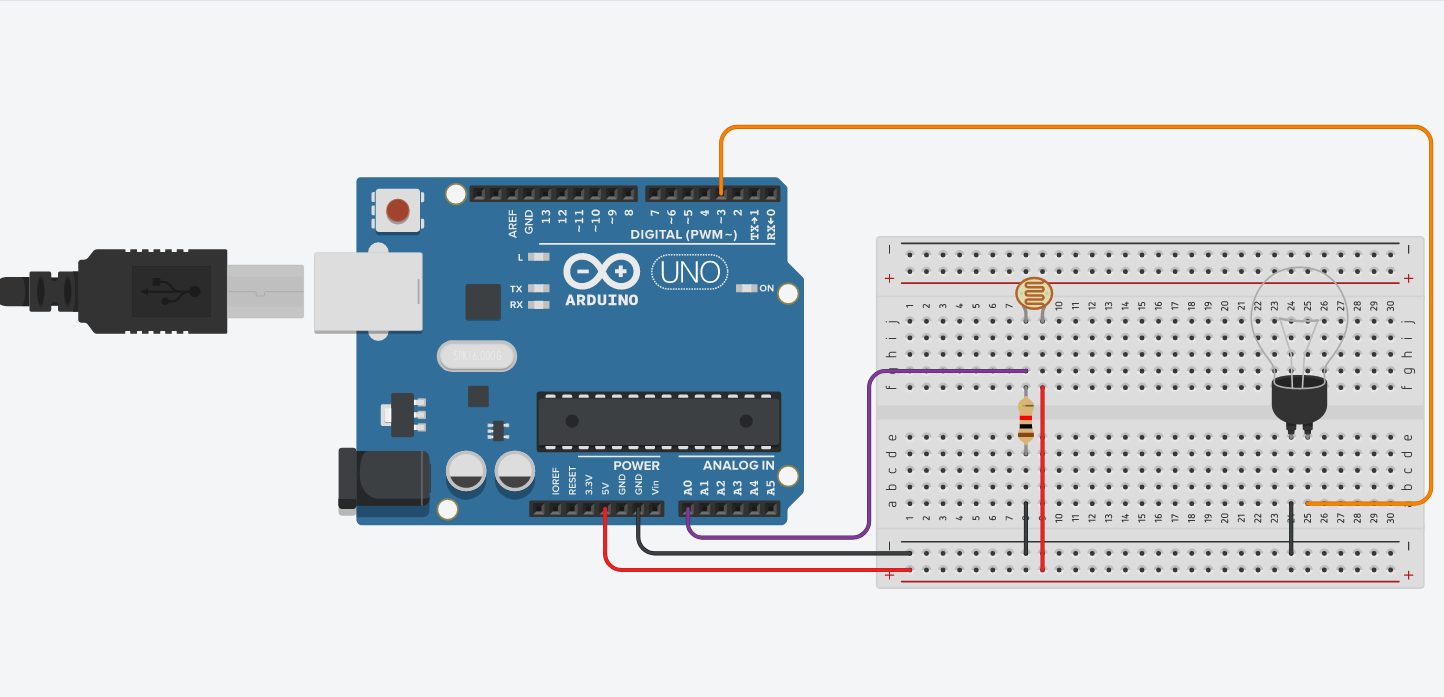 AREF
GND
13
12
~11
~10
~9
8
7
~6
~5
4
~3
2
TX→1
RX←0
DIGITAL (PWM~)
L
TX
RX
ARDUINO
UNO
ON
SPK16.000G
POWER
ANALOG IN
IOREF
RESET
3.3V
5V
GND
GND
Vin
A0
A1
A2
A3
A4
A5
− −
+ +
1 2 3 4 5 6 7 10 11 12 13 14 15 16 17 18 19 20 21 22 23 24 25 26 27 28 29 30
j j
i i
h h
g g
f f
e e
d d
c c
b b
a
1 2 3 4 5 6 7 10 11 12 13 14 15 16 17 18 19 20 21 22 23 25 26 27 28 29 30
− −
+ +